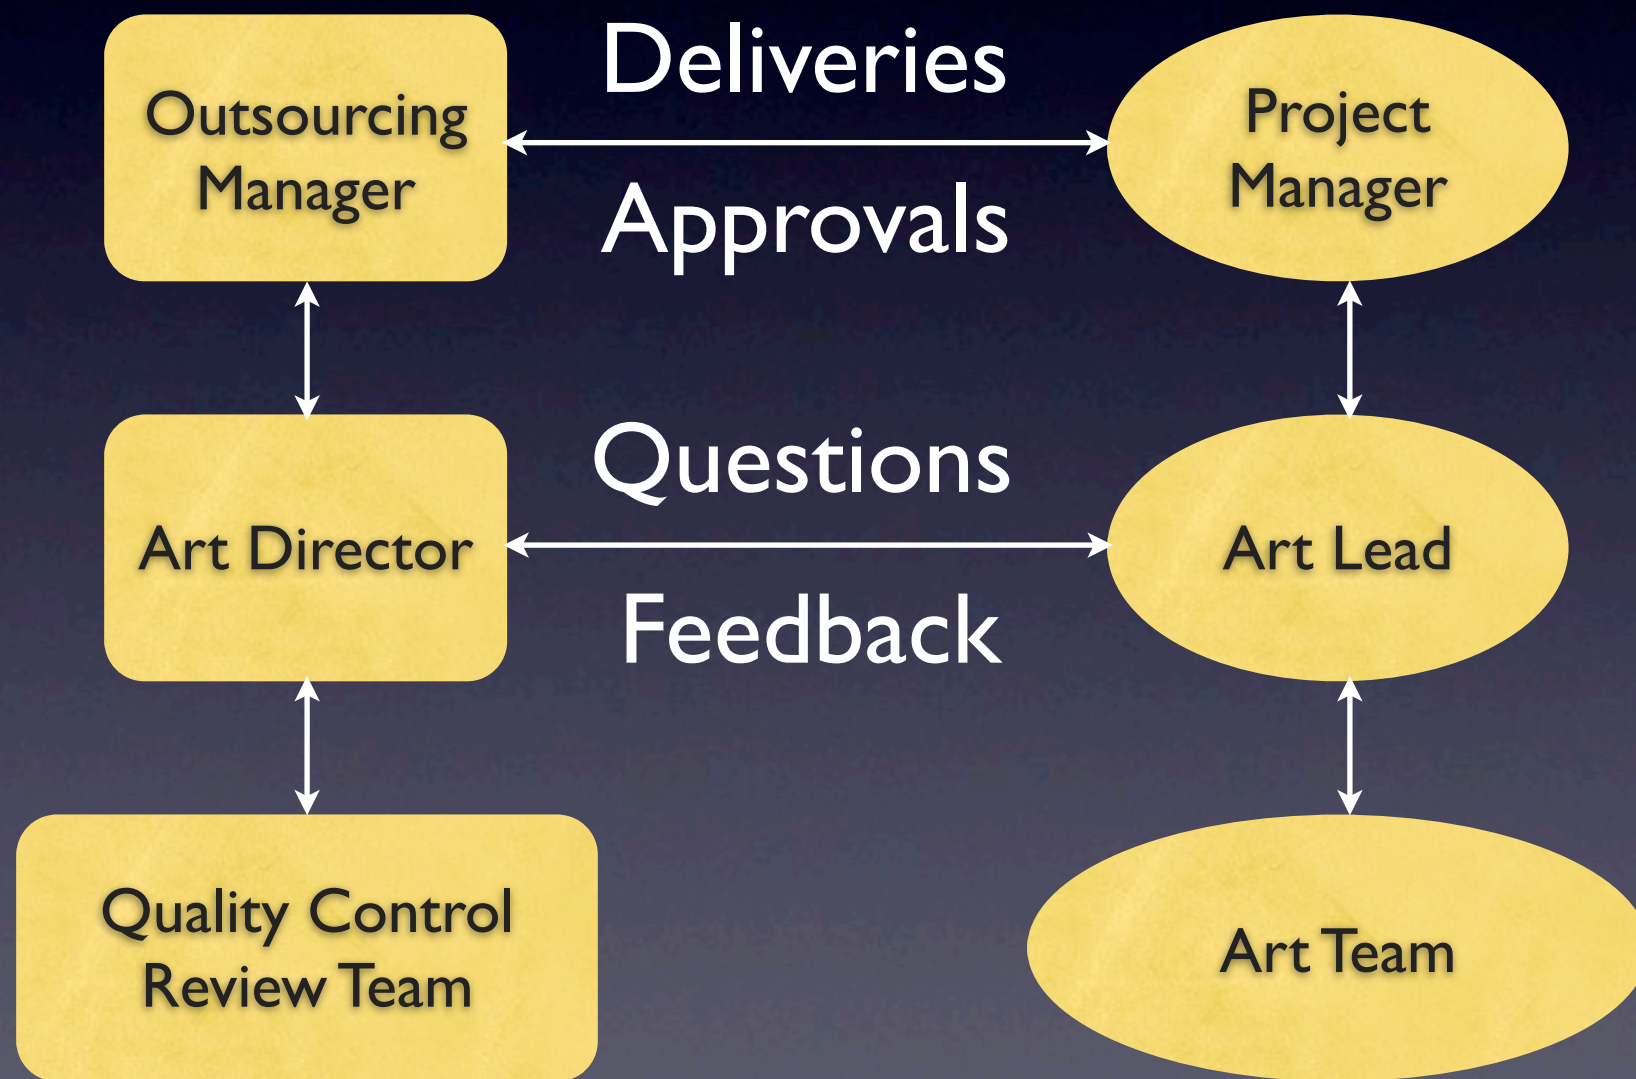 Outsourcing
Manager
Deliveries
Approvals
Project
Manager
Art Director
Questions
Feedback
Art Lead
Quality Control
Review Team
Art Team